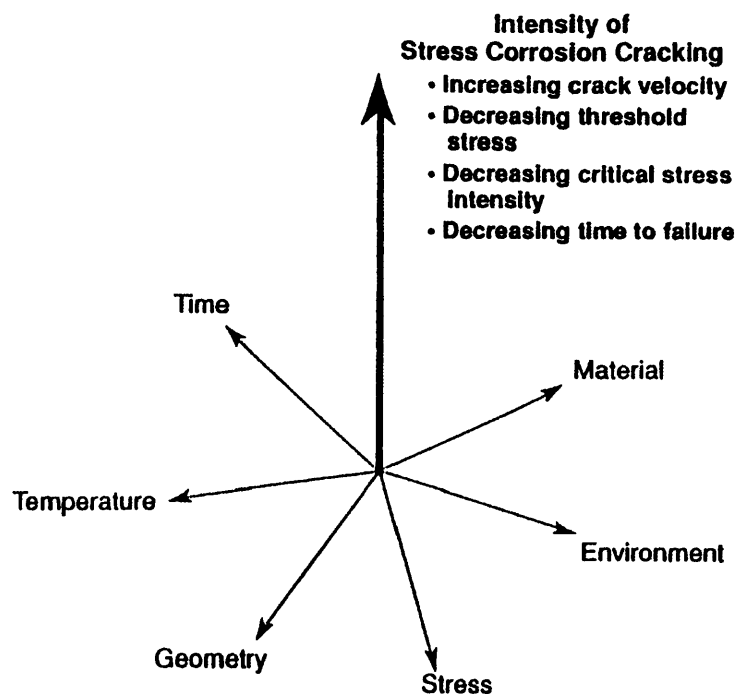 Intensity of
Stress Corrosion Cracking
• Increasing crack velocity
• Decreasing threshold
stress
• Decreasing critical stress
intensity
• Decreasing time to failure
Time
Material
Temperature
Environment
Geometry
Stress